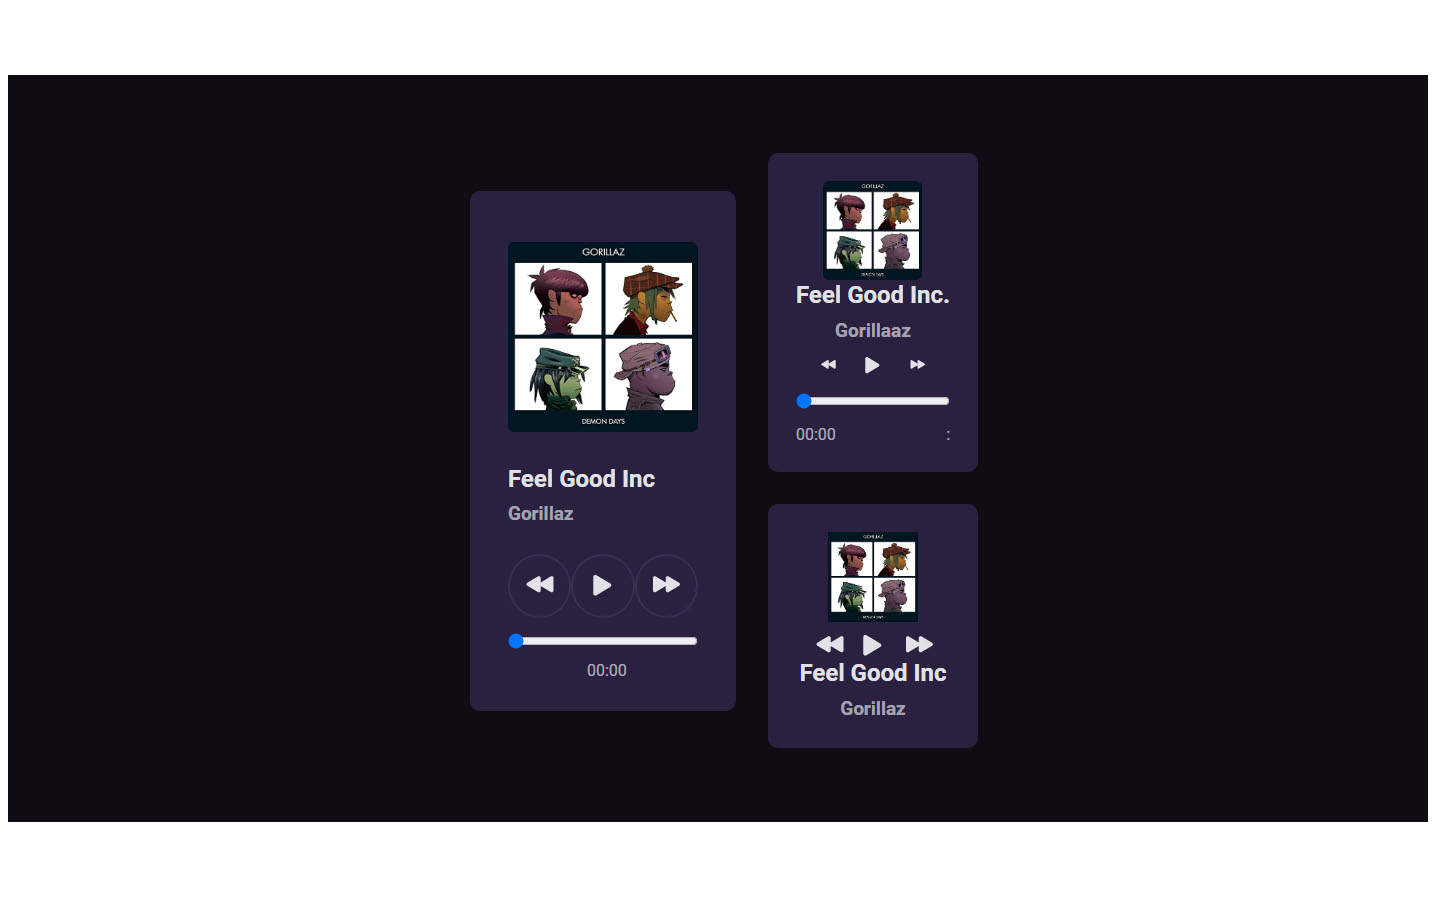 GORILLAZ
DEMON DAYS
Feel Good Inc
Gorillaz
00:00
GORILLAZ
DEMON DAYS
Feel Good Inc.
Gorillaaz
00:00 :
GORILLAZ
DEMON DAYS
Feel Good Inc
Gorillaz